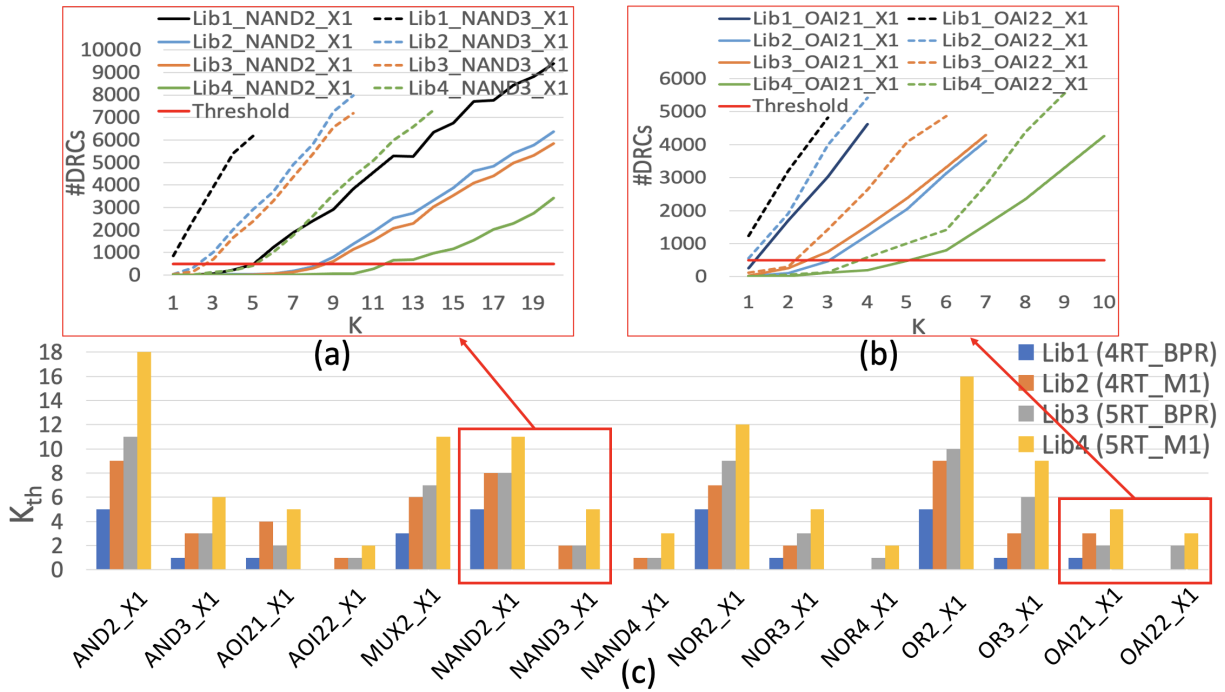 Lib1_NAND2_X1 Lib1_NAND3_X1
Lib2_NAND2_X1 Lib2_NAND3_X1
Lib3_NAND2_X1 Lib3_NAND3_X1
Lib4_NAND2_X1 Lib4_NAND3_X1
Threshold
10000
9000
8000
7000
6000
5000
4000
3000
2000
1000
0
#DRCs
1 3 5 7 9 11 13 15 17 19
K
(a)
Lib1_OAI21_X1 Lib1_OAI22_X1
Lib2_OAI21_X1 Lib2_OAI22_X1
Lib3_OAI21_X1 Lib3_OAI22_X1
Lib4_OAI21_X1 Lib4_OAI22_X1
Threshold
6000
5000
4000
3000
2000
1000
0
#DRCs
1 2 3 4 5 6 7 8 9 10
K
(b)
18
16
14
12
10
8
6
4
2
0
Kth
Lib1 (4RT_BPR)
Lib2 (4RT_M1)
Lib3 (5RT_BPR)
Lib4 (5RT_M1)
AND2_X1
AND3_X1
AOI21_X1
AOI22_X1
MUX2_X1
NAND2_X1
NAND3_X1
NAND4_X1
NOR2_X1
NOR3_X1
NOR4_X1
OR2_X1
OR3_X1
OAI21_X1
OAI22_X1
(c)